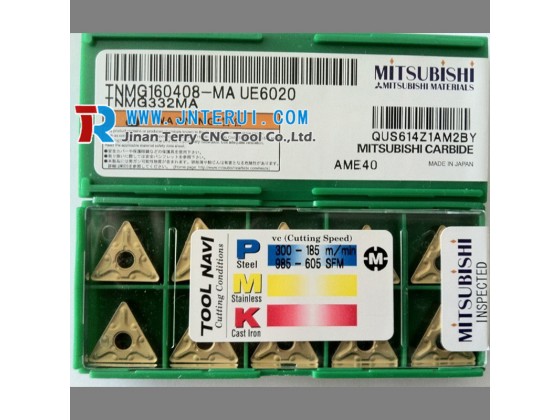 TNMG160408-MA UE6020
TNMG332MA
MITSUBISHI
MITSUBISHI MATERIALS
WWW.JNTERUI.COM
Jinan Terry CNC Tool Co., Ltd.
QUS614Z1AM2BY
MITSUBISHI CARBIDE
AME40
MADE IN JAPAN
TOOL NAVI
Cutting Conditions
vc (Cutting Speed)
P
Steel
300 - 185 m/min
985 - 605 SFM
M
Stainless
K
Cast Iron
M
MITSUBISHI
INSPECTED